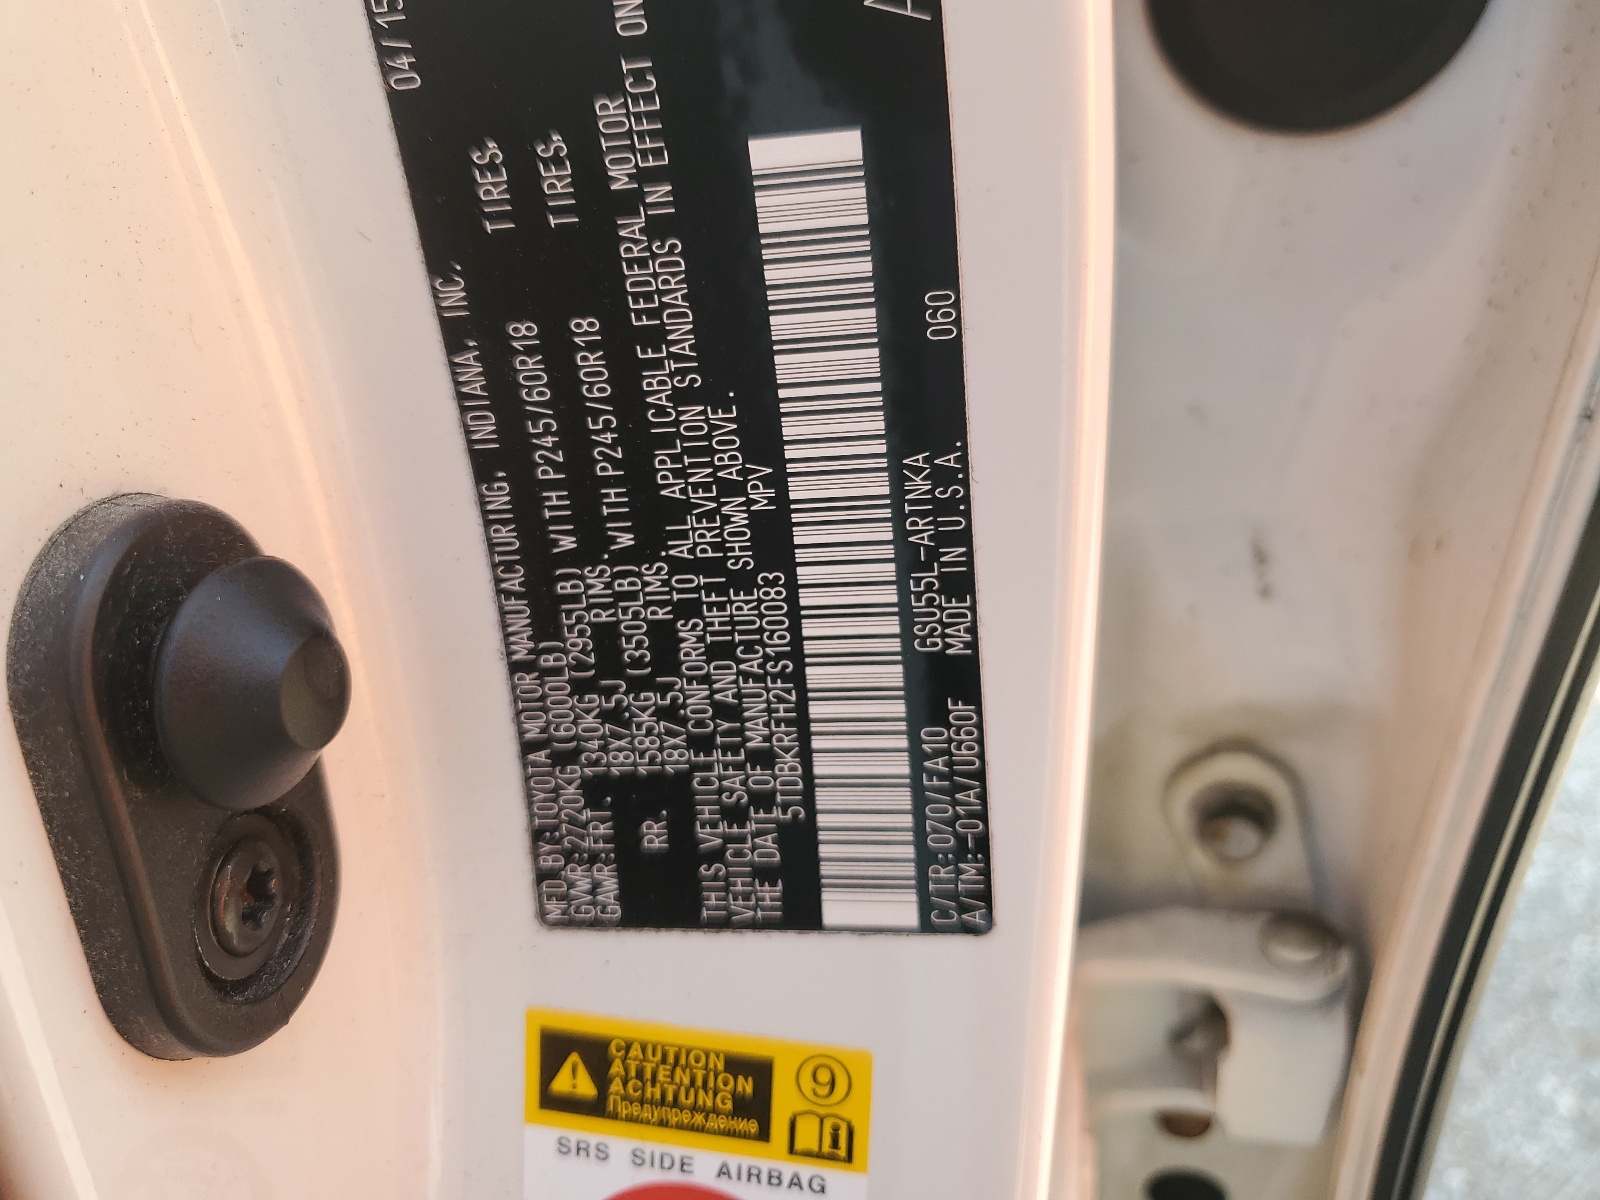 MFD.BY:TOYOTA MOTOR MANUFACTURING, INDIANA, INC. 04/15
GVWR:2720KG (6000LB)
GAWR:FRT. 1340KG (2955LB) WITH P245/60R18 TIRES,
18X7.5J RIMS.
RR. 1585KG (3505LB) WITH P245/60R18 TIRES,
18X7.5J RIMS.
THIS VEHICLE CONFORMS TO ALL APPLICABLE FEDERAL MOTOR
VEHICLE SAFETY AND THEFT PREVENTION STANDARDS IN EFFECT ON
THE DATE OF MANUFACTURE SHOWN ABOVE.
5TDBKRFH2FS160083 MPV
C/TR:070/FA10 GSU55L-ARTNKA 060
A/TM:-01A/U660F MADE IN U.S.A. A
CAUTION
ATTENTION
ACHTUNG
Предупреждение
9
SRS SIDE AIRBAG